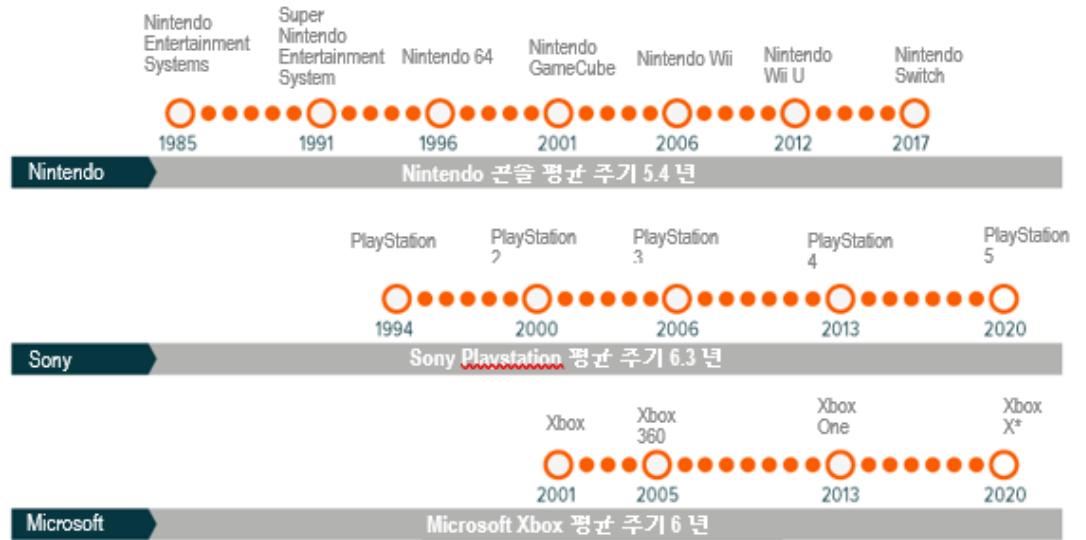 Nintendo
Entertainment
Systems
Super
Nintendo
Entertainment
System
Nintendo 64
Nintendo
GameCube
Nintendo Wii
Nintendo
Wii U
Nintendo
Switch
1985
1991
1996
2001
2006
2012
2017
Nintendo
Nintendo 콘솔 평균 주기 5.4 년
PlayStation
PlayStation
2
PlayStation
3
PlayStation
4
PlayStation
5
1994
2000
2006
2013
2020
Sony
Sony Playstation 평균 주기 6.3 년
Xbox
Xbox
360
Xbox
One
Xbox
X*
2001
2005
2013
2020
Microsoft
Microsoft Xbox 평균 주기 6 년